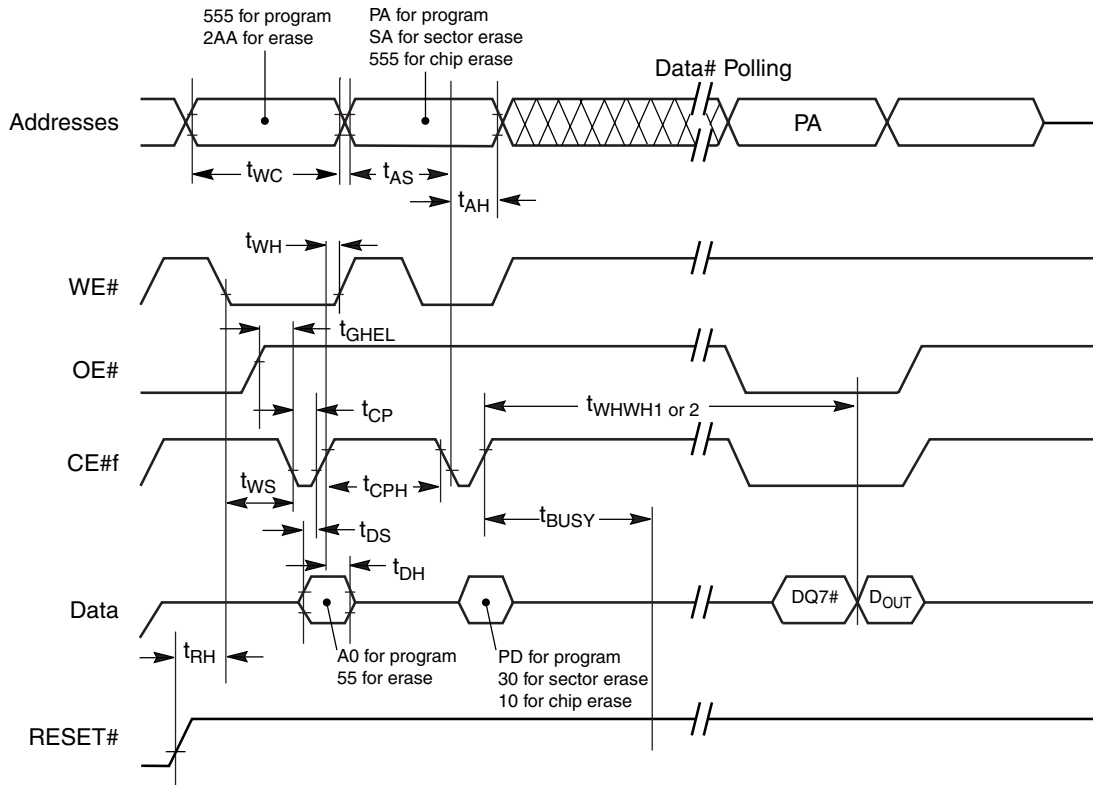 555 for program
2AA for erase
PA for program
SA for sector erase
555 for chip erase
Data# Polling
Addresses
PA
tWC
tAS
tAH
tWH
WE#
tGHEL
OE#
tCP
tWHWH1 or 2
CE#f
tWS
tCPH
tBUSY
tDS
tDH
Data
DQ7#
DOUT
tRH
A0 for program
55 for erase
PD for program
30 for sector erase
10 for chip erase
RESET#